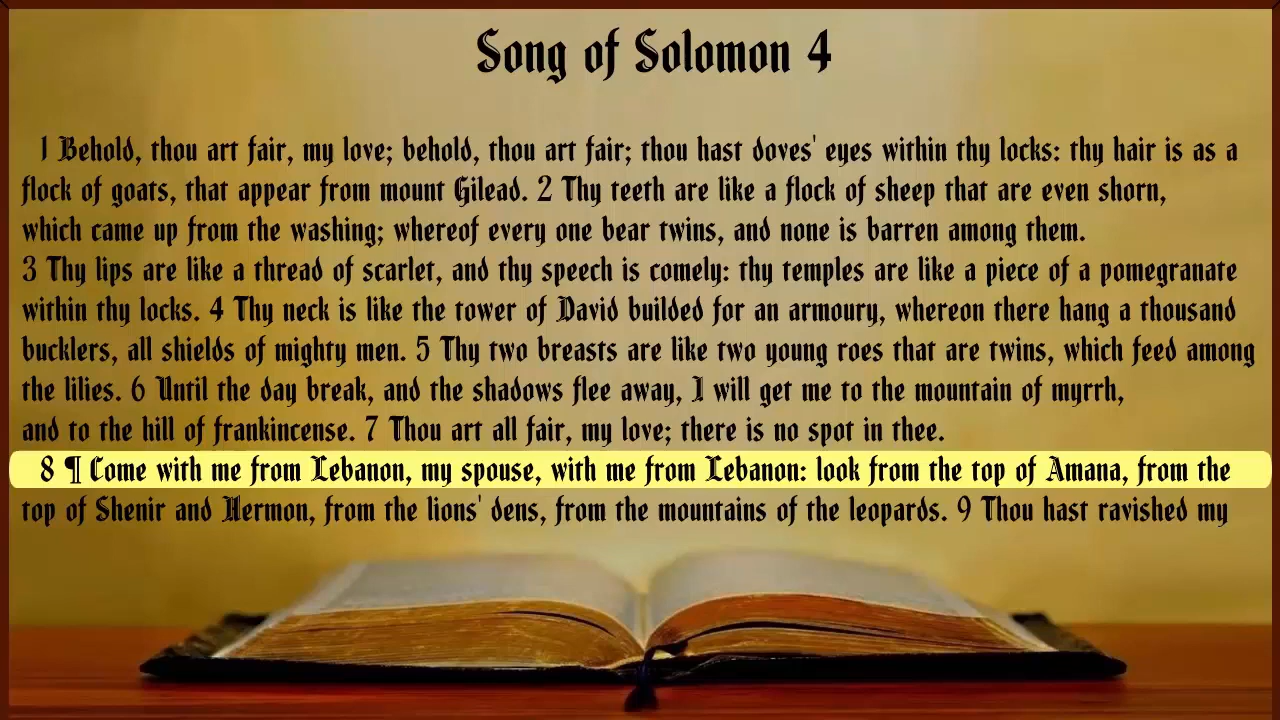 Song of Solomon 4
1 Behold, thou art fair, my love; behold, thou art fair; thou hast doves' eyes within thy locks: thy hair is as a
flock of goats, that appear from mount Gilead. 2 Thy teeth are like a flock of sheep that are even shorn,
which came up from the washing; whereof every one bear twins, and none is barren among them.
3 Thy lips are like a thread of scarlet, and thy speech is comely: thy temples are like a piece of a pomegranate
within thy locks. 4 Thy neck is like the tower of David builded for an armoury, whereon there hang a thousand
bucklers, all shields of mighty men. 5 Thy two breasts are like two young roes that are twins, which feed among
the lilies. 6 Until the day break, and the shadows flee away, I will get me to the mountain of myrrh,
and to the hill of frankincense. 7 Thou art all fair, my love; there is no spot in thee.
8 ¶ Come with me from Lebanon, my spouse, with me from Lebanon: look from the top of Amana, from the
top of Shenir and Hermon, from the lions' dens, from the mountains of the leopards. 9 Thou hast ravished my